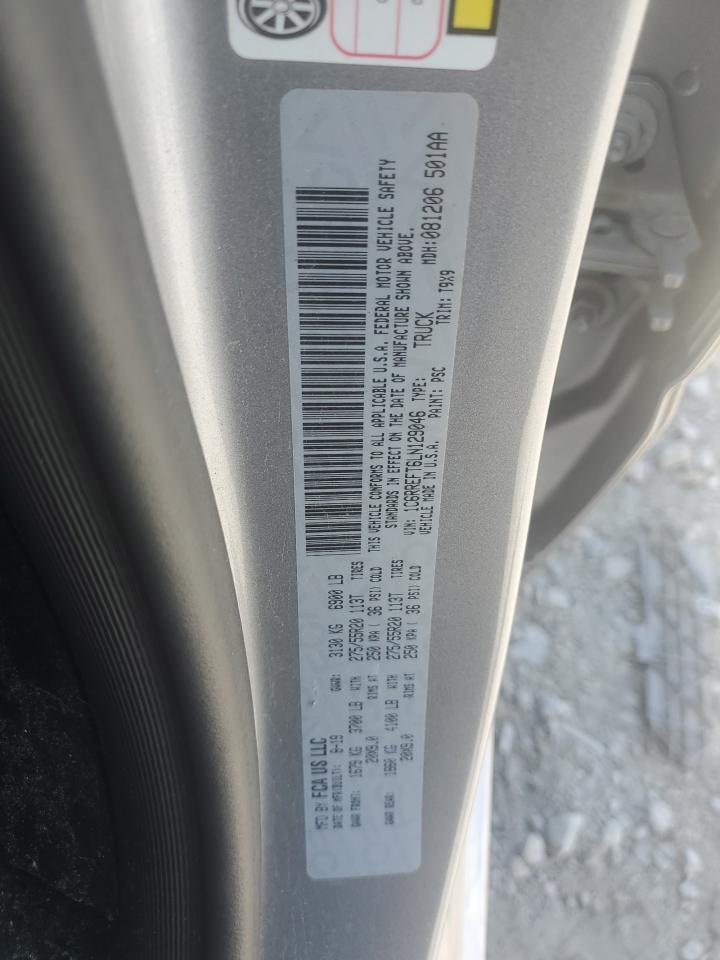 MFD BY FCA US LLC
DATE OF MFR(BUILT): 8-19 GVWR: 3130 KG 6900 LB
GAWR FRONT: 1679 KG 3700 LB WITH 275/55R20 113T TIRES
20X9.0 RIMS AT 250 KPA ( 36 PSI) COLD
GAWR REAR: 1860 KG 4100 LB WITH 275/55R20 113T TIRES
20X9.0 RIMS AT 250 KPA ( 36 PSI) COLD
THIS VEHICLE CONFORMS TO ALL APPLICABLE U.S.A. FEDERAL MOTOR VEHICLE SAFETY
STANDARDS IN EFFECT ON THE DATE OF MANUFACTURE SHOWN ABOVE.
VIN: 1C6RREFT6LN129046 TYPE: TRUCK MDH:081206 501AA
VEHICLE MADE IN U.S.A. PAINT: PSC TRIM: T9X9